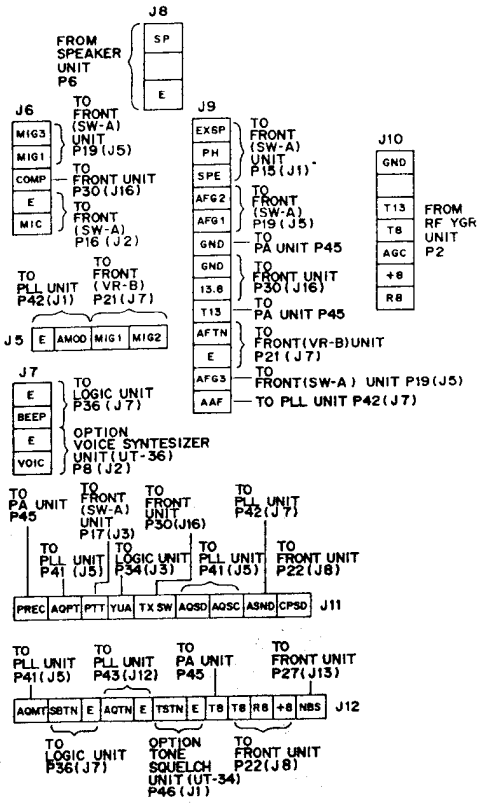 J8
FROM
SPEAKER
UNIT
P6
SP
E
J6
MIG3
MIG1
COMP
E
MIC
TO
FRONT
(SW-A)
UNIT
P19(J5)
TO
FRONT UNIT
P30(J16)
TO
FRONT
(SW-A)
P16(J2)
J9
EXSP
PH
SPE
AFG2
AFG1
GND
GND
13.8
T13
AFTN
E
AFG3
AAF
TO
FRONT
(SW-A)
UNIT
P15(J1)
TO
FRONT
(SW-A)
P19(J5)
TO
PA UNIT P45
TO
FRONT UNIT
P30(J16)
TO
PA UNIT P45
TO
FRONT(VR-B)UNIT
P21(J7)
TO
FRONT(SW-A) UNIT P19(J5)
TO PLL UNIT P42(J7)
J10
GND
T13
T8
AGC
+8
R8
FROM
RF YGR
UNIT
P2
TO
PLL UNIT
P42(J1)
TO
FRONT
(VR-B)
P21(J7)
J5 E AMOD MIG1 MIG2
J7
E
BEEP
E
VOIC
TO
LOGIC UNIT
P36(J7)
OPTION
VOICE SYNTESIZER
UNIT(UT-36)
P8(J2)
TO
PA UNIT
P45
TO
PLL UNIT
P41(J5)
TO
FRONT
(SW-A)
UNIT
P17(J3)
TO
LOGIC UNIT
P34(J3)
TO
FRONT
UNIT
P30(J16)
TO
PLL UNIT
P41(J5)
TO
PLL UNIT
P42(J7)
TO
FRONT UNIT
P22(J8)
PREC AQPT PTT YUA TX SW AQSD AQSC ASND CPSD J11
TO
PLL UNIT
P41(J5)
TO
PLL UNIT
P43(J12)
TO
PA UNIT
P45
TO
FRONT UNIT
P27(J13)
AQMT SBTN E AQTN E TSTN E T8 T8 R8 +8 NBS J12
TO
LOGIC UNIT
P36(J7)
OPTION
TONE
SQUELCH
UNIT(UT-34)
P46(J1)
TO
FRONT UNIT
P22(J8)